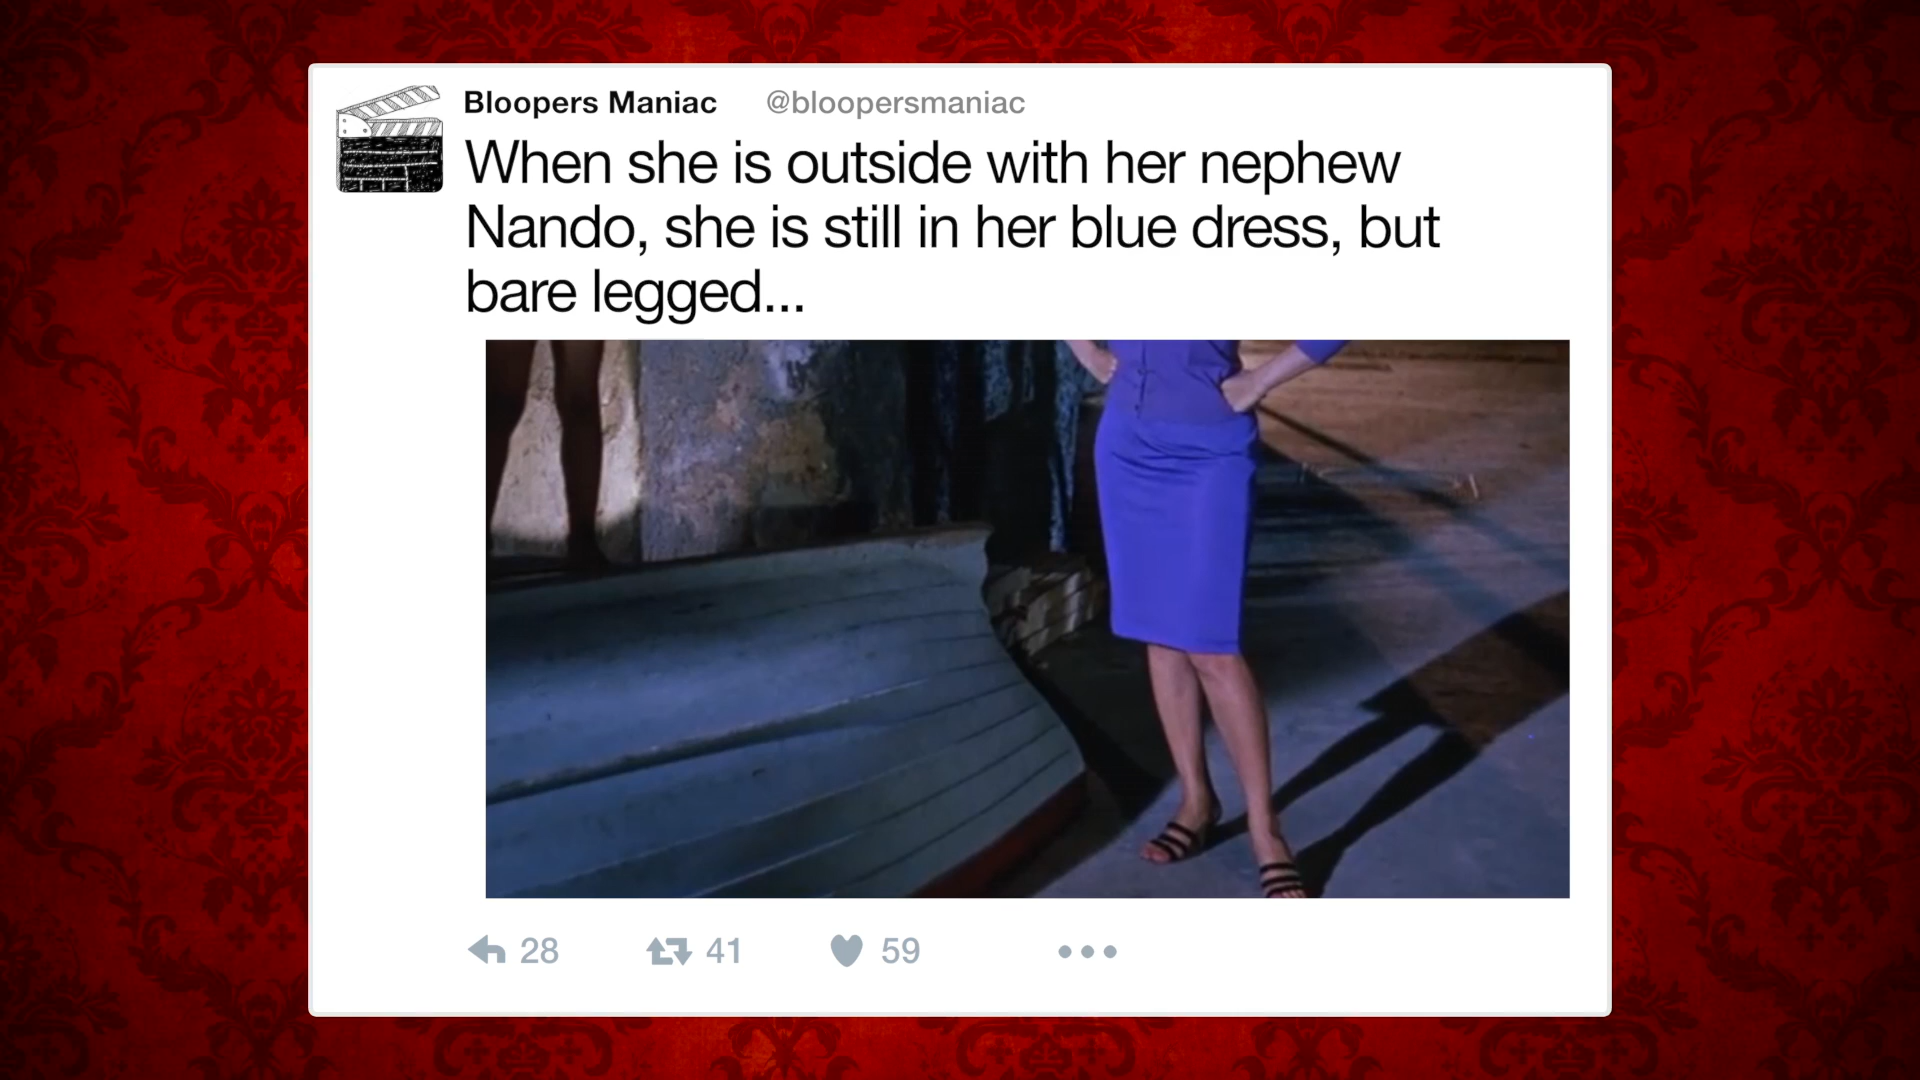 Bloopers Maniac @bloopersmaniac
When she is outside with her nephew
Nando, she is still in her blue dress, but
bare legged...
28 41 59